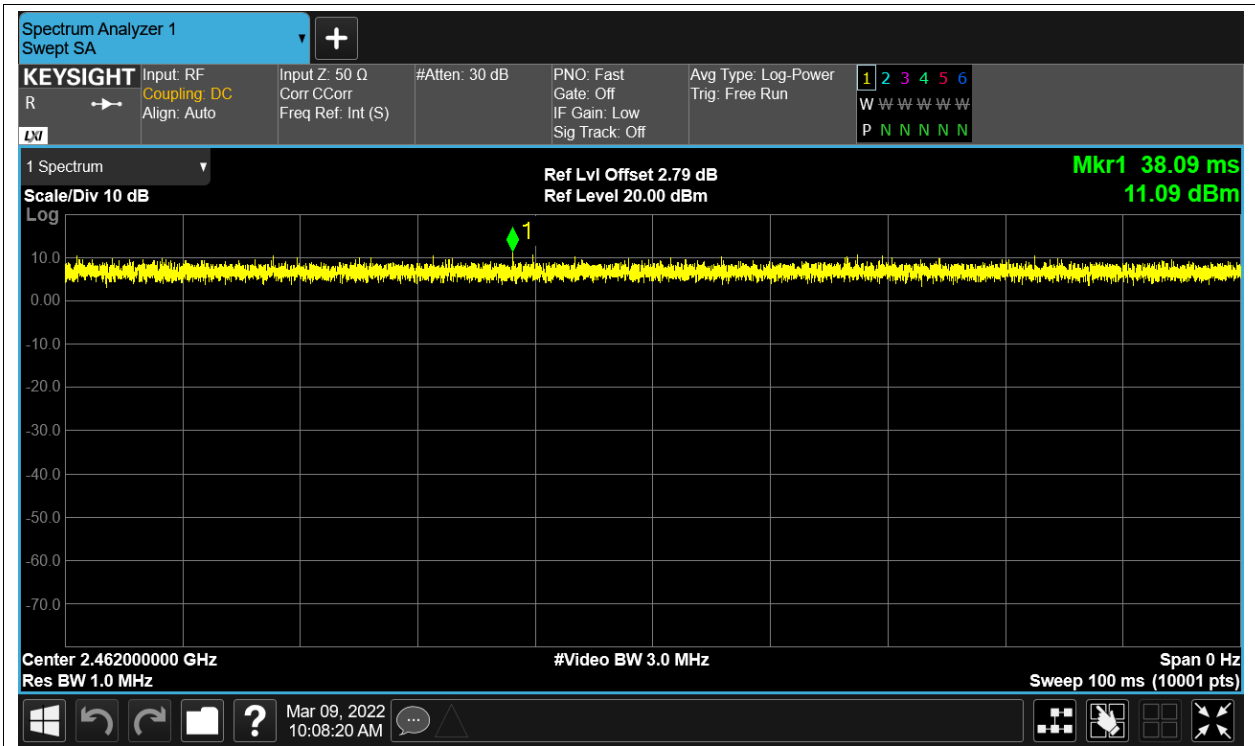 Spectrum Analyzer 1
Swept SA
+
KEYSIGHT
R
LXI
Input: RF
Coupling: DC
Align: Auto
Input Z: 50 Ω
Corr CCorr
Freq Ref: Int (S)
#Atten: 30 dB
PNO: Fast
Gate: Off
IF Gain: Low
Sig Track: Off
Avg Type: Log-Power
Trig: Free Run
1 2 3 4 5 6
W W W W W W
P N N N N N
1 Spectrum
Scale/Div 10 dB
Log
Ref Lvl Offset 2.79 dB
Ref Level 20.00 dBm
Mkr1 38.09 ms
11.09 dBm
1
10.0
0.00
-10.0
-20.0
-30.0
-40.0
-50.0
-60.0
-70.0
Center 2.462000000 GHz
Res BW 1.0 MHz
#Video BW 3.0 MHz
Span 0 Hz
Sweep 100 ms (10001 pts)
?
Mar 09, 2022
10:08:20 AM